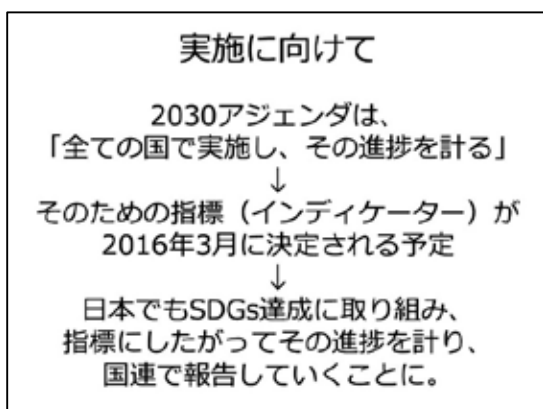 実施に向けて
2030アジェンダは、
「全ての国で実施し、その進捗を計る」
↓
そのための指標（インディケーター）が
2016年3月に決定される予定
↓
日本でもSDGs達成に取り組み、
指標にしたがってその進捗を計り、
国連で報告していくことに。